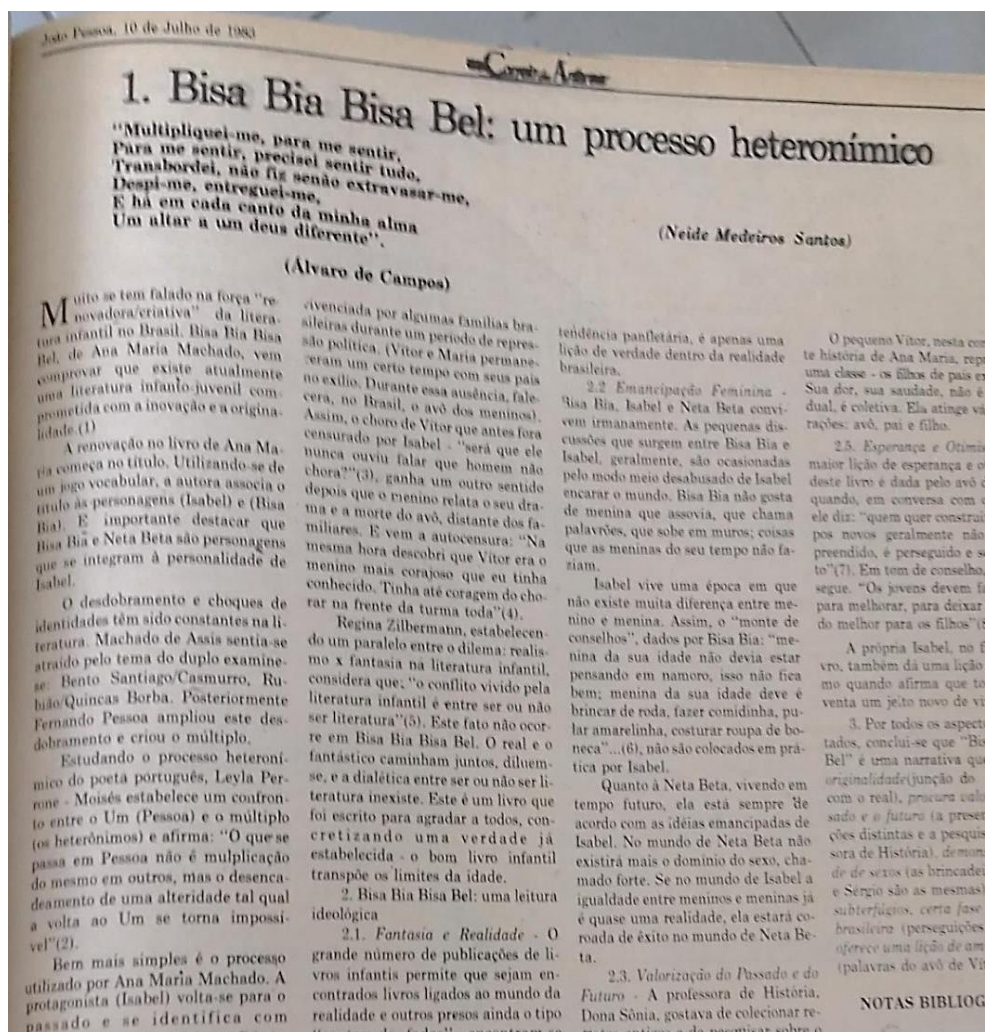 João Pessoa, 10 de Julho de 1983
Correio das Artes
1. Bisa Bia Bisa Bel: um processo heteronímico
"Multipliquei-me, para me sentir,
Para me sentir, precisei sentir tudo,
Transbordei, não fiz senão extravasar-me,
Despi-me, entreguei-me,
E há em cada canto da minha alma
Um altar a um deus diferente".
(Álvaro de Campos)
(Neide Medeiros Santos)
Muito se tem falado na força "re-
novadora/criativa" da litera-
tura infantil no Brasil. Bisa Bia Bisa
Bel, de Ana Maria Machado, vem
comprovar que existe atualmente
uma literatura infanto-juvenil com-
prometida com a inovação e a origina-
lidade.(1)
A renovação no livro de Ana Ma-
ria começa no título. Utilizando-se de
um jogo vocabular, a autora associa o
título às personagens (Isabel) e (Bisa
Bia). É importante destacar que
Bisa Bia e Neta Beta são personagens
que se integram à personalidade de
Isabel.
O desdobramento e choques de
identidades têm sido constantes na li-
teratura. Machado de Assis sentia-se
atraído pelo tema do duplo examine-
se: Bento Santiago/Casmurro, Ru-
bião/Quincas Borba. Posteriormente
Fernando Pessoa ampliou este des-
dobramento e criou o múltiplo.
Estudando o processo heteroní-
mico do poeta português, Leyla Per-
rone - Moisés estabelece um confron-
to entre o Um (Pessoa) e o múltiplo
(os heterônimos) e afirma: "O que se
passa em Pessoa não é mulplicação
do mesmo em outros, mas o desenca-
deamento de uma alteridade tal qual
a volta ao Um se torna impossí-
vel"(2).
Bem mais simples é o processo
utilizado por Ana Maria Machado. A
protagonista (Isabel) volta-se para o
passado e se identifica com
vivenciada por algumas famílias bra-
sileiras durante um período de repres-
são política. (Vítor e Maria permane-
ceram um certo tempo com seus pais
no exílio. Durante essa ausência, fale-
cera, no Brasil, o avô dos meninos).
Assim, o choro de Vítor que antes fora
censurado por Isabel - "será que ele
nunca ouviu falar que homem não
chora?"(3), ganha um outro sentido
depois que o menino relata o seu dra-
ma e a morte do avô, distante dos fa-
miliares. E vem a autocensura: "Na
mesma hora descobri que Vítor era o
menino mais corajoso que eu tinha
conhecido. Tinha até coragem do cho-
rar na frente da turma toda"(4).
Regina Zilbermann, estabelecen-
do um paralelo entre o dilema: realis-
mo x fantasia na literatura infantil,
considera que; "o conflito vivido pela
literatura infantil é entre ser ou não
ser literatura"(5). Este fato não ocor-
re em Bisa Bia Bisa Bel. O real e o
fantástico caminham juntos, diluem-
se, e a dialética entre ser ou não ser li-
teratura inexiste. Este é um livro que
foi escrito para agradar a todos, con-
cretizando uma verdade já
estabelecida - o bom livro infantil
transpõe os limites da idade.
2. Bisa Bia Bisa Bel: uma leitura
ideológica
2.1. Fantasia e Realidade - O
grande número de publicações de li-
vros infantis permite que sejam en-
contrados livros ligados ao mundo da
realidade e outros presos ainda o tipo
tendência panfletária, é apenas uma
lição de verdade dentro da realidade
brasileira.
2.2 Emancipação Feminina -
Bisa Bia, Isabel e Neta Beta convi-
vem irmanamente. As pequenas dis-
cussões que surgem entre Bisa Bia e
Isabel, geralmente, são ocasionadas
pelo modo meio desabusado de Isabel
encarar o mundo. Bisa Bia não gosta
de menina que assovia, que chama
palavrões, que sobe em muros; coisas
que as meninas do seu tempo não fa-
ziam.
Isabel vive uma época em que
não existe muita diferença entre me-
nino e menina. Assim, o "monte de
conselhos", dados por Bisa Bia: "me-
nina da sua idade não devia estar
pensando em namoro, isso não fica
bem; menina da sua idade deve é
brincar de roda, fazer comidinha, pu-
lar amarelinha, costurar roupa de bo-
neca"...(6), não são colocados em prá-
tica por Isabel.
Quanto à Neta Beta, vivendo em
tempo futuro, ela está sempre de
acordo com as idéias emancipadas de
Isabel. No mundo de Neta Beta não
existirá mais o domínio do sexo, cha-
mado forte. Se no mundo de Isabel a
igualdade entre meninos e meninas já
é quase uma realidade, ela estará co-
roada de êxito no mundo de Neta Be-
ta.
2.3. Valorização do Passado e do
Futuro - A professora de História,
Dona Sônia, gostava de colecionar re-
O pequeno Vítor, nesta
te história de Ana Maria,
uma classe - os filhos de pais
Sua dor, sua saudade, não é
dual, é coletiva. Ela atinge
rações: avô, pai e filho.
2.5. Esperança e
maior lição de esperança e
deste livro é dada pelo avô
quando, em conversa com
ele diz: "quem quer
pos novos geralmente não
preendido, é perseguido e
to"(7). Em tom de conselho,
segue. "Os jovens devem
para melhorar, para deixar
do melhor para os filhos"
A própria Isabel, no
vro, também dá uma lição
mo quando afirma que
venta um jeito novo de
3. Por todos os
tados, conclui-se que
Bel" é uma narrativa que
originalidade(junção do
com o real), procura
sado e o futuro (a
ções distintas e a
sora de História),
de de sexos (as
e Sérgio são as mesmas)
subterfúgios, certa fase
brasileira (perseguições
oferece uma lição de
(palavras do avô de
NOTAS